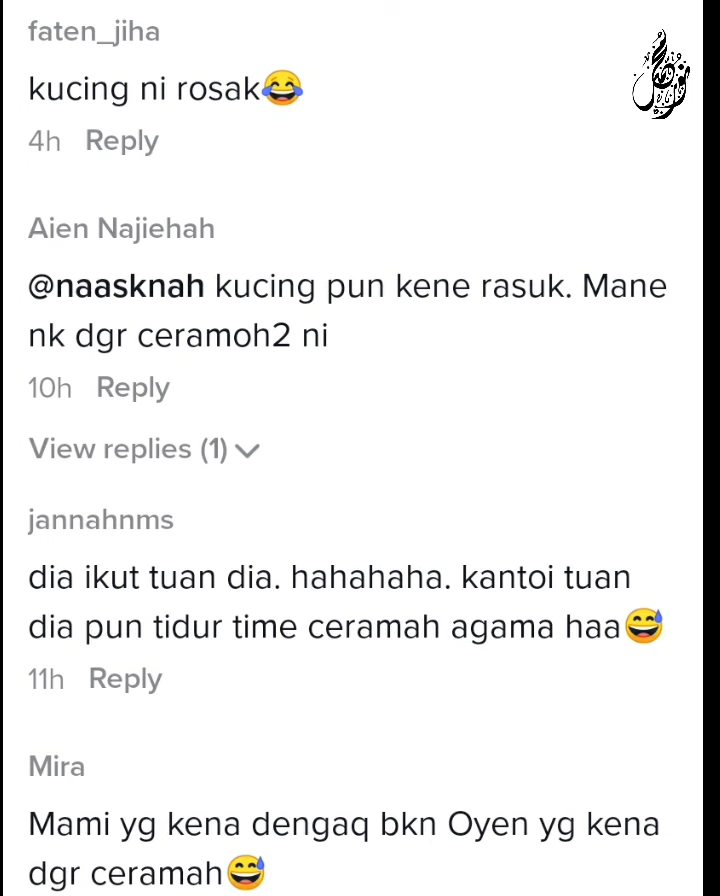 faten_jiha
kucing ni rosak😂
4h Reply
Aien Najiehah
@naasknah kucing pun kene rasuk. Mane
nk dgr ceramoh2 ni
10h Reply
View replies (1)
jannahnms
dia ikut tuan dia. hahahaha. kantoi tuan
dia pun tidur time ceramah agama haa😅
11h Reply
Mira
Mami yg kena dengaq bkn Oyen yg kena
dgr ceramah😅